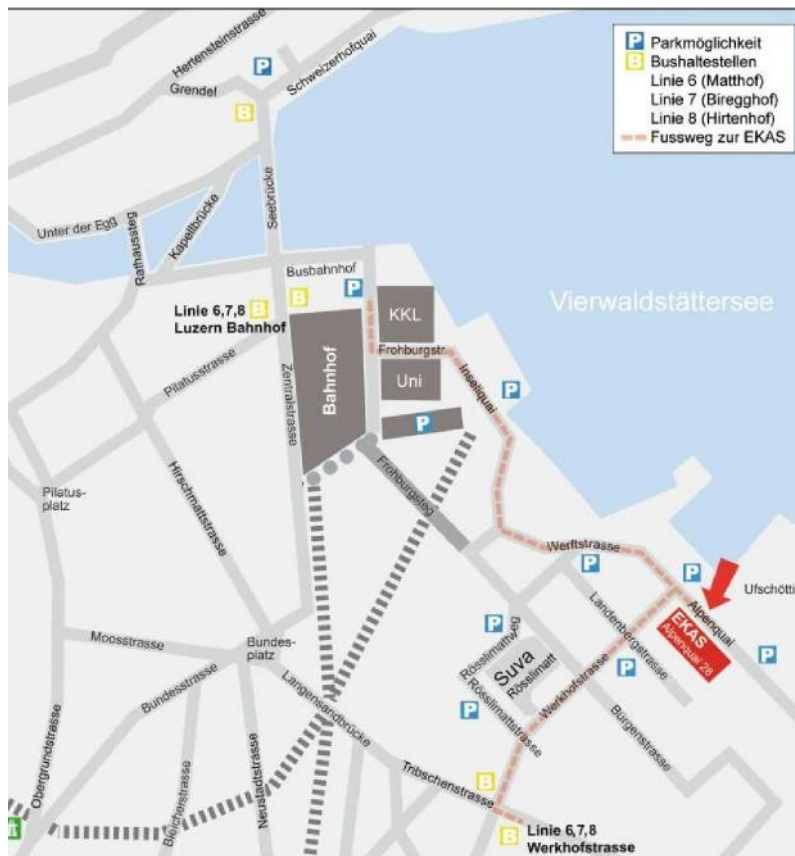 P Parkmöglichkeit
B Bushaltestellen
Linie 6 (Matthof)
Linie 7 (Biregghof)
Linie 8 (Hirtenhof)
Fussweg zur EKAS
Hertensteinstrasse
P
Schweizerhofquai
Grendel
B
Seebrücke
Kapellbrücke
Unter der Egg
Rathaussteg
Busbahnhof
Vierwaldstättersee
P
B
B
Linie 6,7,8
Luzern Bahnhof
KKL
Frohburgstr.
Pilatusstrasse
Zentralstrasse
Bahnhof
Uni
Inseliquai
P
P
Frohburgsteg
Hirschmattstrasse
Pilatus-
platz
Werftstrasse
P
P
Alpenquai
Ufschötti
EKAS
Alpenquai 28
Landenbergstrasse
P
P
Rösslimattweg
Suva
Rösslimatt
Rösslimattstrasse
Werkhofstrasse
P
P
Bürgenstrasse
Moosstrasse
Bundes-
platz
Bundesstrasse
Langensandbrücke
Obergrundstrasse
Bleicherstrasse
Neustadtstrasse
Tribschenstrasse
B
B
Linie 6,7,8
Werkhofstrasse